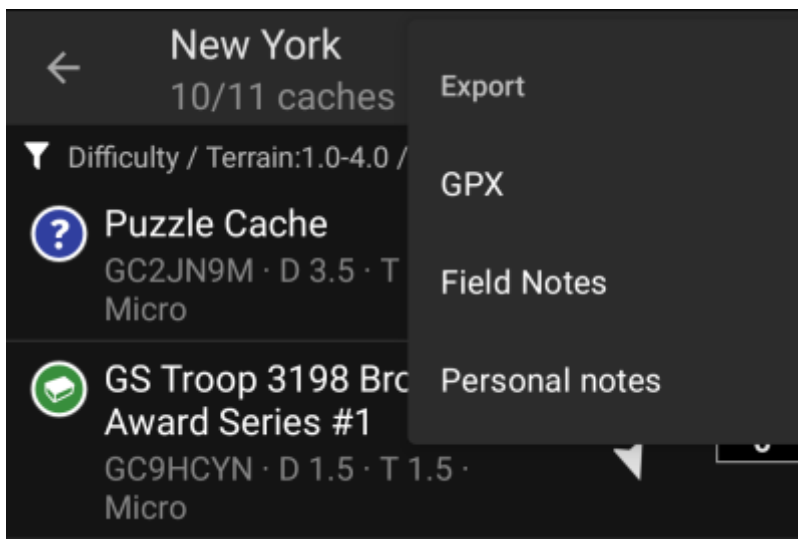 New York
10/11 caches
Difficulty / Terrain:1.0-4.0 /
?
Puzzle Cache
GC2JN9M · D 3.5 · T
Micro
GS Troop 3198 Bro
Award Series #1
GC9HCYN · D 1.5 · T 1.5 ·
Micro
Export
GPX
Field Notes
Personal notes